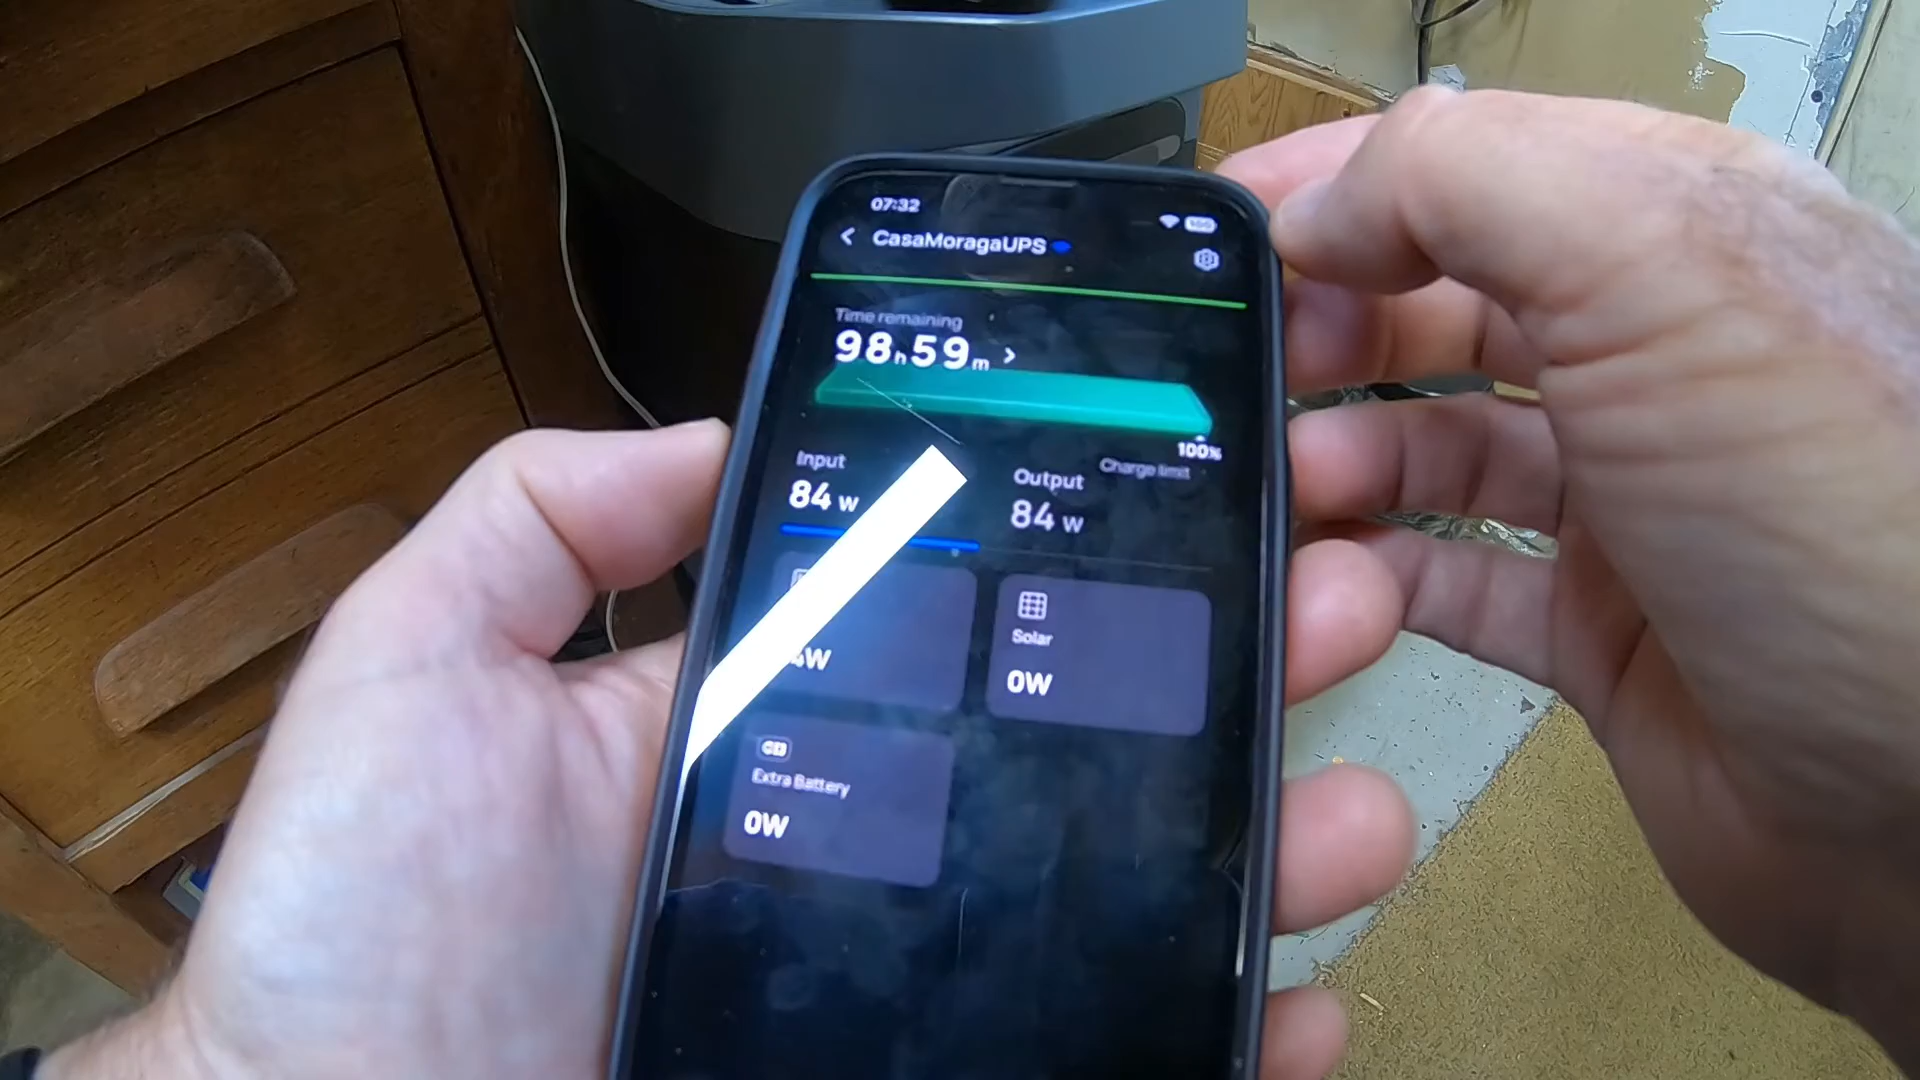 07:32
CasaMoragaUPS
Time remaining
98h59m
100%
Charge limit
Input
84 W
Output
84 W
Solar
0W
Extra Battery
0W